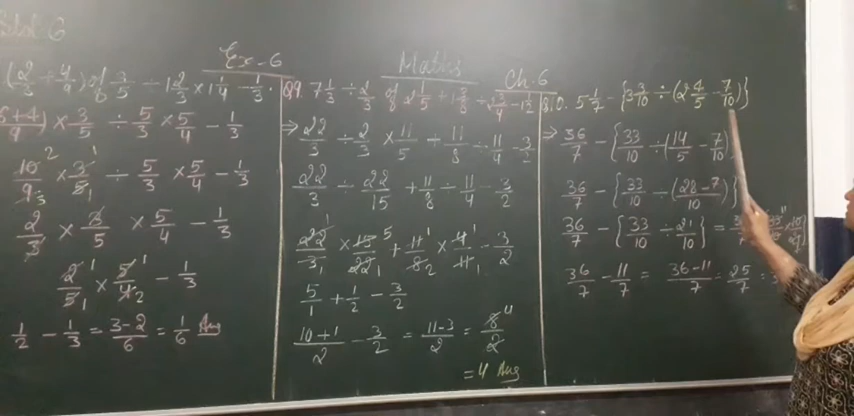 Ex-6
Maths
Ch.6
(2/3 + 4/9) of 3/5 ÷ 1 2/3 × 1 1/4 - 1/3.
(6+4/9) × 3/5 ÷ 5/3 × 5/4 - 1/3
10/9 × 3/5 ÷ 5/3 × 5/4 - 1/3
2/3 × 3/5 × 5/4 - 1/3
2/5 × 5/4 - 1/3
1/2 - 1/3 = 3-2/6 = 1/6 Ans
Q9. 7 1/3 ÷ 2/3 of 2 1/5 + 1 3/8 ÷ 2 3/4 - 1 1/2
⇒ 22/3 ÷ 2/3 × 11/5 + 11/8 ÷ 11/4 - 3/2
22/3 ÷ 22/15 + 11/8 ÷ 11/4 - 3/2
22/3 × 15/22 + 11/8 × 4/11 - 3/2
5/1 + 1/2 - 3/2
10+1/2 - 3/2 = 11-3/2 = 8/2
= 4 Ans
5 1/7 - {3 3/10 ÷ (2 4/5 - 7/10)}
⇒ 36/7 - {33/10 ÷ (14/5 - 7/10)
36/7 - {33/10 ÷ (28-7/10)}
36/7 - {33/10 ÷ 21/10} =
36/7 - 11/7 = 36-11/7 = 25/7 =